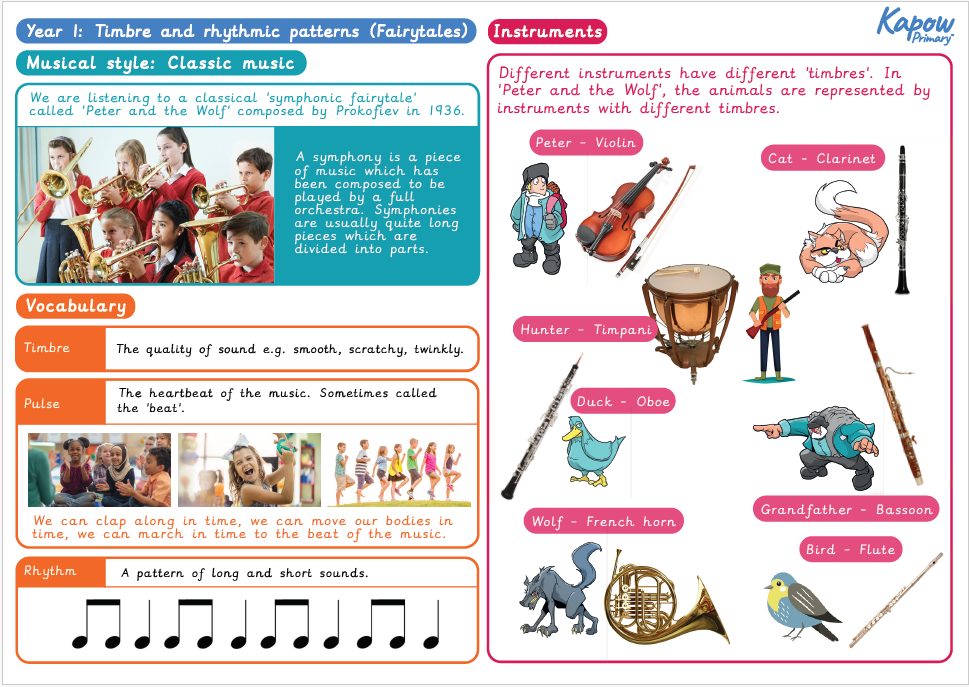 Year 1: Timbre and rhythmic patterns (Fairytales)
Musical style: Classic music
We are listening to a classical 'symphonic fairytale'
called 'Peter and the Wolf' composed by Prokofiev in 1936.
A symphony is a piece
of music which has
been composed to be
played by a full
orchestra. Symphonies
are usually quite long
pieces which are
divided into parts.
Vocabulary
Timbre
The quality of sound e.g. smooth, scratchy, twinkly.
Pulse
The heartbeat of the music. Sometimes called
the 'beat'.
We can clap along in time, we can move our bodies in
time, we can march in time to the beat of the music.
Rhythm
A pattern of long and short sounds.
Instruments
Kapow
Primary
Different instruments have different 'timbres'. In
'Peter and the Wolf', the animals are represented by
instruments with different timbres.
Peter - Violin
Cat - Clarinet
Hunter - Timpani
Duck - Oboe
Grandfather - Bassoon
Wolf - French horn
Bird - Flute